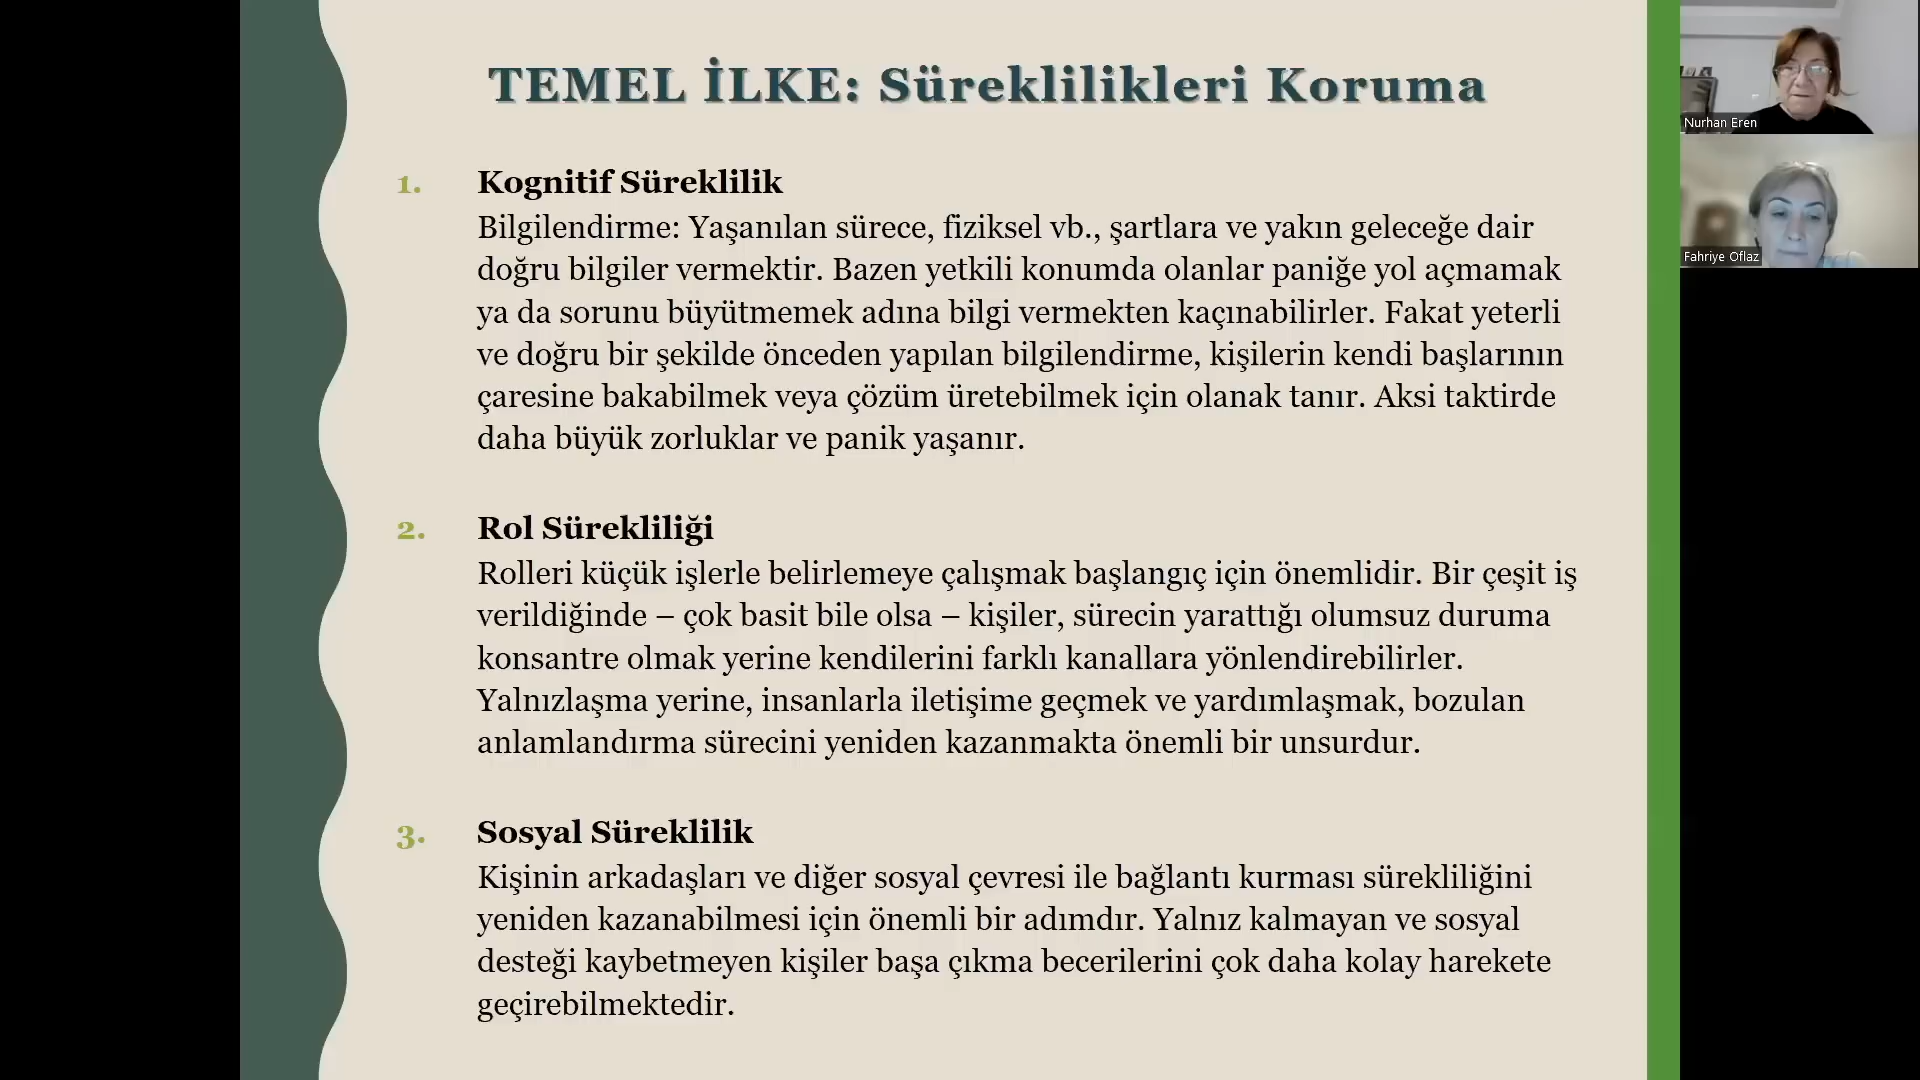 TEMEL İLKE: Süreklilikleri Koruma
1. Kognitif Süreklilik
Bilgilendirme: Yaşanılan sürece, fiziksel vb., şartlara ve yakın geleceğe dair
doğru bilgiler vermektir. Bazen yetkili konumda olanlar paniğe yol açmamak
ya da sorunu büyütmemek adına bilgi vermekten kaçınabilirler. Fakat yeterli
ve doğru bir şekilde önceden yapılan bilgilendirme, kişilerin kendi başlarının
çaresine bakabilmek veya çözüm üretebilmek için olanak tanır. Aksi taktirde
daha büyük zorluklar ve panik yaşanır.
2. Rol Sürekliliği
Rolleri küçük işlerle belirlemeye çalışmak başlangıç için önemlidir. Bir çeşit iş
verildiğinde – çok basit bile olsa – kişiler, sürecin yarattığı olumsuz duruma
konsantre olmak yerine kendilerini farklı kanallara yönlendirebilirler.
Yalnızlaşma yerine, insanlarla iletişime geçmek ve yardımlaşmak, bozulan
anlamlandırma sürecini yeniden kazanmakta önemli bir unsurdur.
3. Sosyal Süreklilik
Kişinin arkadaşları ve diğer sosyal çevresi ile bağlantı kurması sürekliliğini
yeniden kazanabilmesi için önemli bir adımdır. Yalnız kalmayan ve sosyal
desteği kaybetmeyen kişiler başa çıkma becerilerini çok daha kolay harekete
geçirebilmektedir.
Nurhan Eren
Fahriye Oflaz